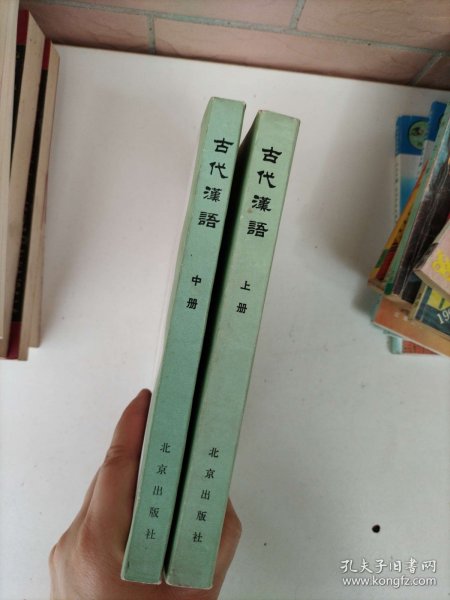 古代漢語
中册
北京出版社
古代漢語
上册
北京出版社
孔夫子旧书网
www.kongfz.com